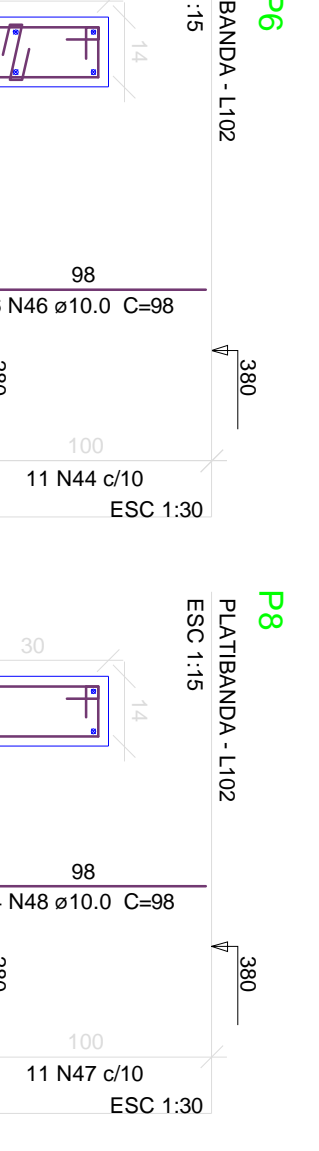 P6
BANDA - L102
:15
14
98
N46 ø10.0  C=98
380
380
100
11 N44 c/10
ESC 1:30
P8
PLATIBANDA - L102
ESC 1:15
30
14
98
N48 ø10.0  C=98
380
380
100
11 N47 c/10
ESC 1:30